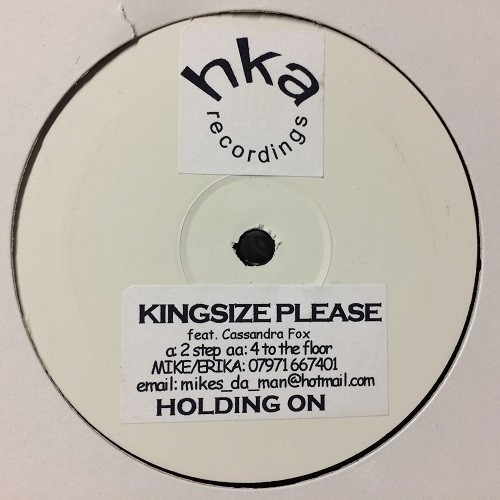 hka
recordings
KINGSIZE PLEASE
feat. Cassandra Fox
a: 2 step aa: 4 to the floor
MIKE/ERIKA: 07971 667401
email: mikes_da_man@hotmail.com
HOLDING ON